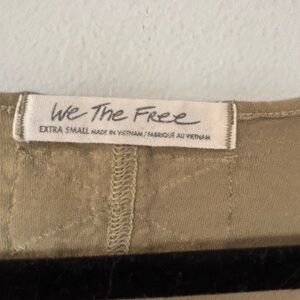 We The Free
EXTRA SMALL MADE IN VIETNAM / FABRIQUÉ AU VIETNAM